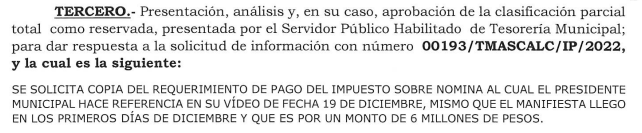 TERCERO.- Presentación, análisis y, en su caso, aprobación de la clasificación parcial
total como reservada, presentada por el Servidor Público Habilitado de Tesorería Municipal;
para dar respuesta a la solicitud de información con número 00193/TMASCALC/IP/2022,
y la cual es la siguiente:
SE SOLICITA COPIA DEL REQUERIMIENTO DE PAGO DEL IMPUESTO SOBRE NOMINA AL CUAL EL PRESIDENTE
MUNICIPAL HACE REFERENCIA EN SU VÍDEO DE FECHA 19 DE DICIEMBRE, MISMO QUE EL MANIFIESTA LLEGO
EN LOS PRIMEROS DÍAS DE DICIEMBRE Y QUE ES POR UN MONTO DE 6 MILLONES DE PESOS.